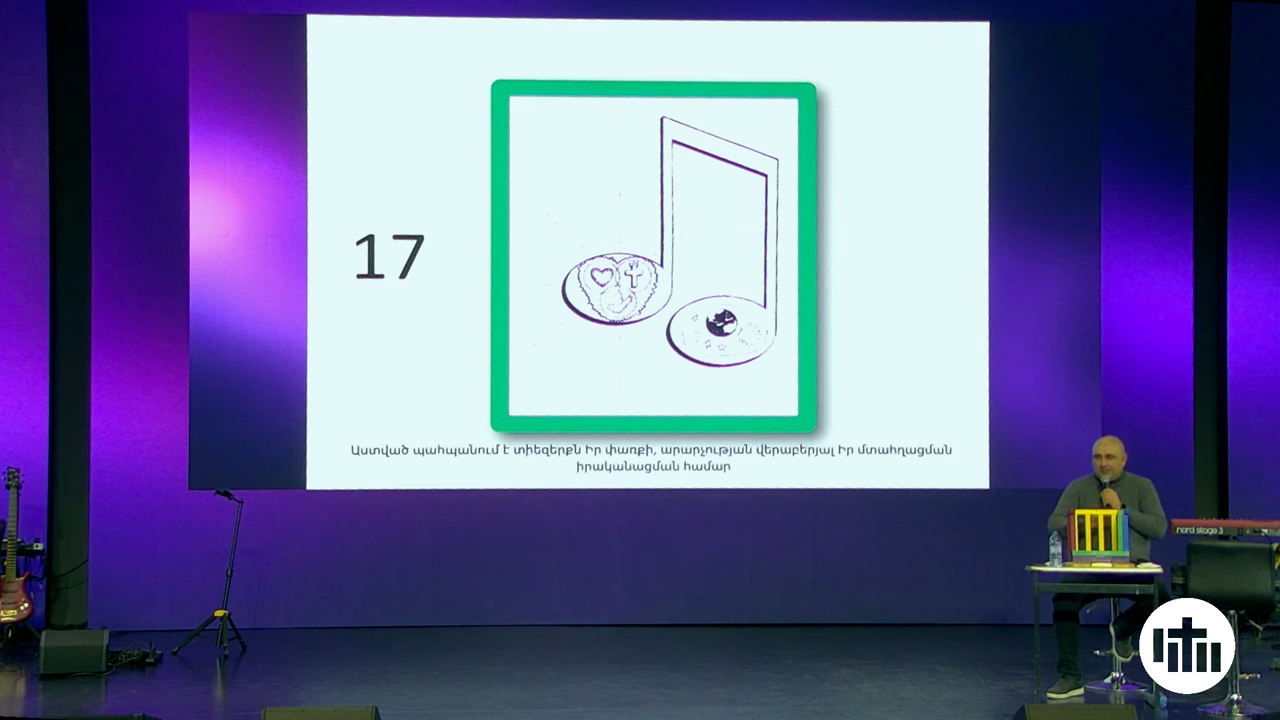 17
Աստված պահպանում է տիեզերքն Իր փառքի, արարչության վերաբերյալ Իր մտահղացման
իրականացման համար
nord stage 3